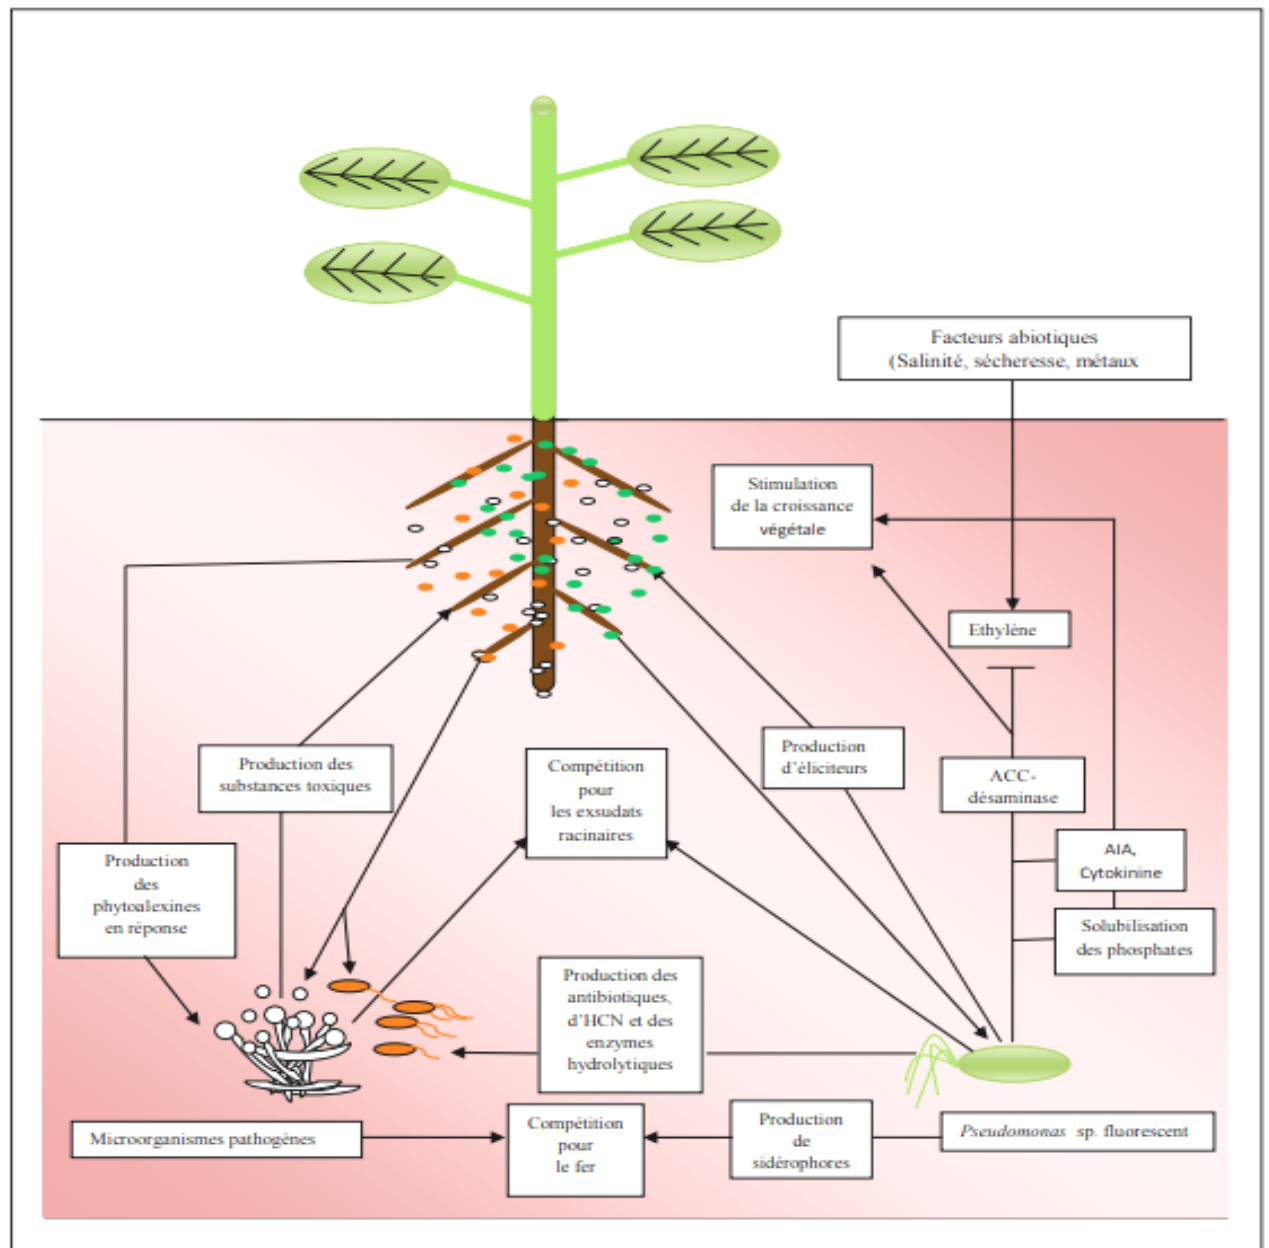 Facteurs abiotiques
(Salinité, sécheresse, métaux
Stimulation
de la croissance
végétale
Ethylène
Production des
substances toxiques
Compétition
pour
les exsudats
racinaires
Production
d'éliciteurs
ACC-
désaminase
Production
des
phytoalexines
en réponse
AIA,
Cytokinine
Solubilisation
des phosphates
Production des
antibiotiques,
d'HCN et des
enzymes
hydrolytiques
Microorganismes pathogènes
Compétition
pour
le fer
Production
de
sidérophores
Pseudomonas sp. fluorescent